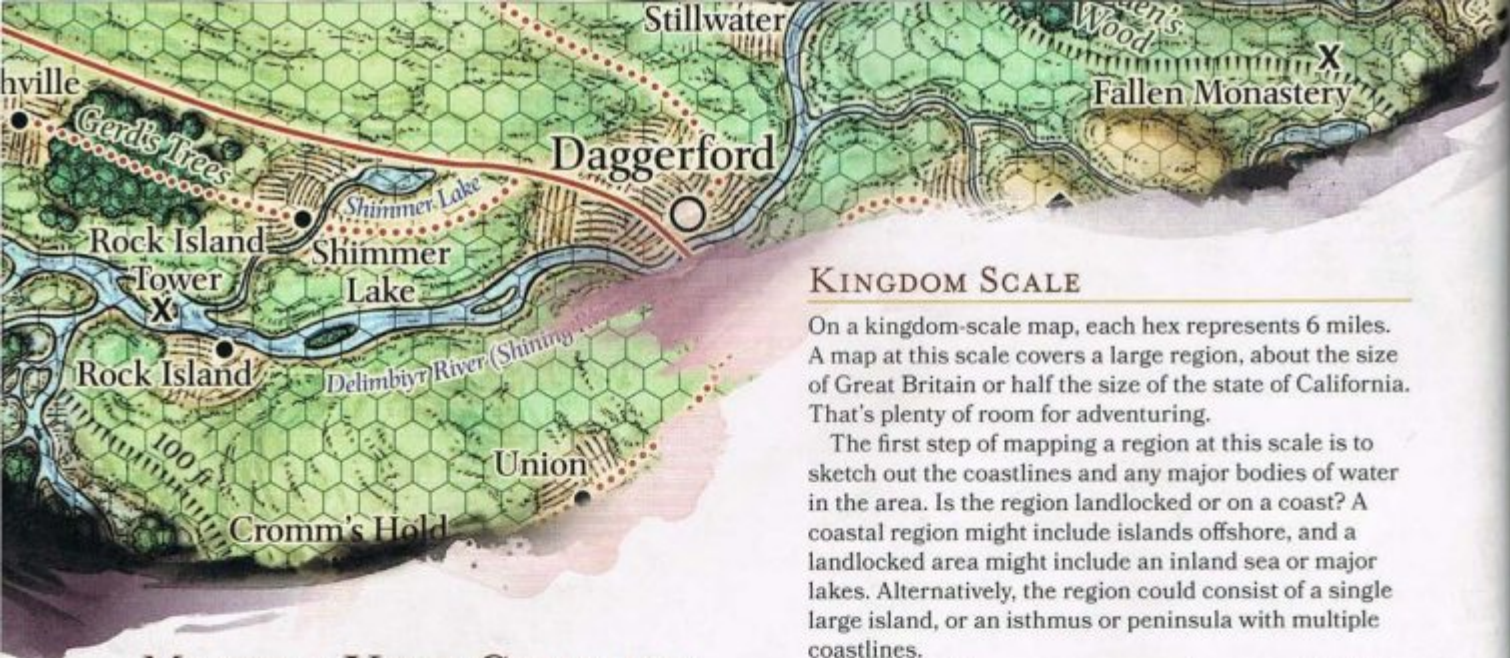 Stillwater
Wood
hville
Fallen Monastery
Gerd's Trees
Daggerford
Shimmer Lake
Rock Island
Tower
X
X
Shimmer
Lake
Rock Island
Delimbiyr River (Shining
100 ft
Union
Cromm's Hold
KINGDOM SCALE
On a kingdom-scale map, each hex represents 6 miles.
A map at this scale covers a large region, about the size
of Great Britain or half the size of the state of California.
That's plenty of room for adventuring.
The first step of mapping a region at this scale is to
sketch out the coastlines and any major bodies of water
in the area. Is the region landlocked or on a coast? A
coastal region might include islands offshore, and a
landlocked area might include an inland sea or major
lakes. Alternatively, the region could consist of a single
large island, or an isthmus or peninsula with multiple
coastlines.